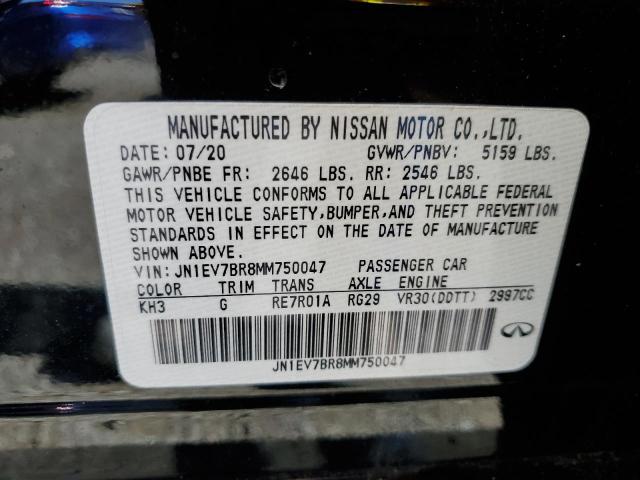 MANUFACTURED BY NISSAN MOTOR CO.,LTD.
DATE: 07/20 GVWR/PNBV: 5159 LBS.
GAWR/PNBE FR: 2646 LBS. RR: 2546 LBS.
THIS VEHICLE CONFORMS TO ALL APPLICABLE FEDERAL
MOTOR VEHICLE SAFETY,BUMPER,AND THEFT PREVENTION
STANDARDS IN EFFECT ON THE DATE OF MANUFACTURE
SHOWN ABOVE.
VIN: JN1EV7BR8MM750047 PASSENGER CAR
COLOR TRIM TRANS AXLE ENGINE
KH3 G RE7R01A RG29 VR30(DDTT) 2997CC
JN1EV7BR8MM750047